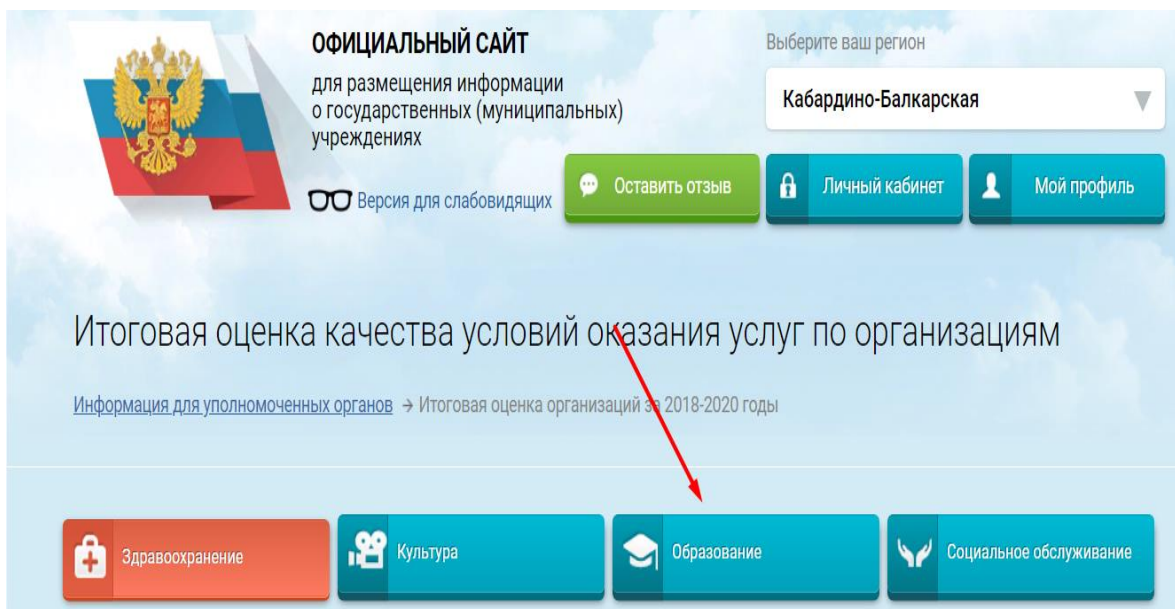 ОФИЦИАЛЬНЫЙ САЙТ
для размещения информации
о государственных (муниципальных)
учреждениях
Версия для слабовидящих
Выберите ваш регион
Кабардино-Балкарская
Оставить отзыв
Личный кабинет
Мой профиль
Итоговая оценка качества условий оказания услуг по организациям
Информация для уполномоченных органов → Итоговая оценка организаций за 2018-2020 годы
Здравоохранение
Культура
Образование
Социальное обслуживание